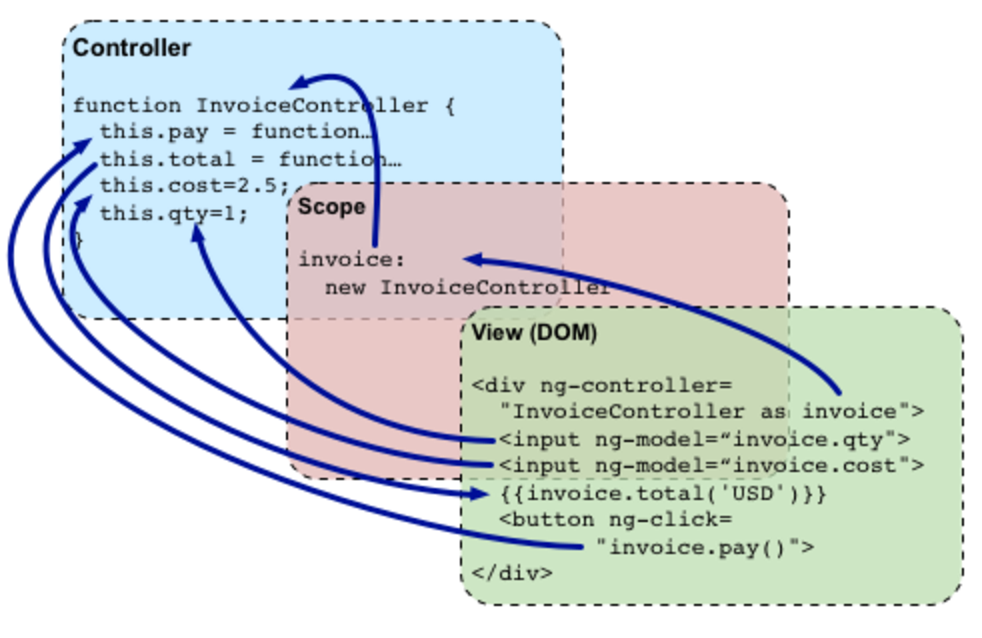 Controller
function InvoiceController {
this.pay = function…
this.total = function…
this.cost=2.5;
this.qty=1;
}
Scope
invoice:
new InvoiceController
View (DOM)
<div ng-controller=
"InvoiceController as invoice">
<input ng-model=“invoice.qty">
<input ng-model=“invoice.cost">
{{invoice.total('USD')}}
<button ng-click=
"invoice.pay()">
</div>